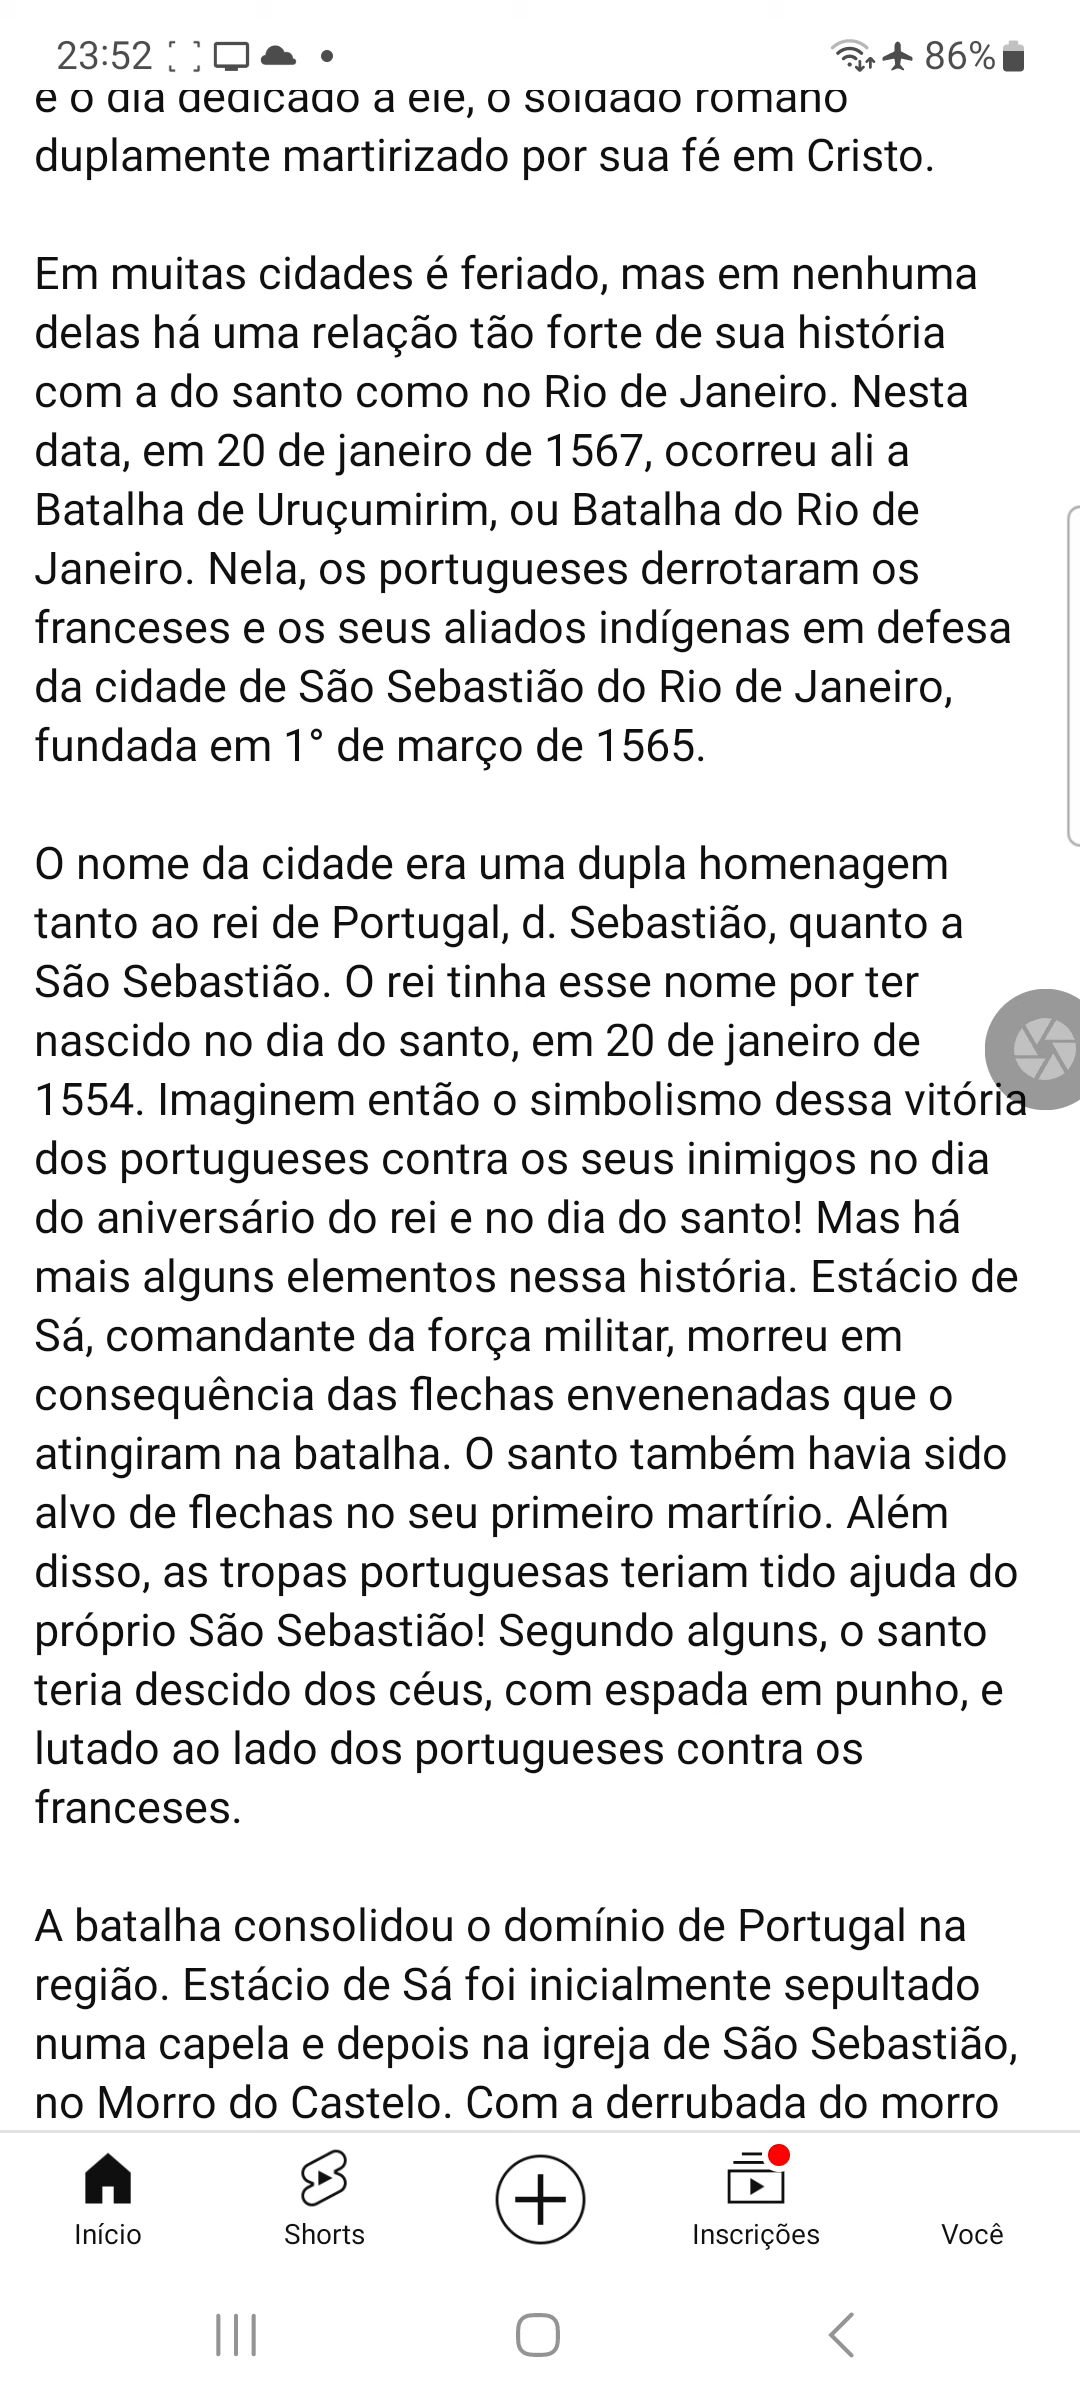 23:52
86%
e o dia dedicado a ele, o soldado romano
duplamente martirizado por sua fé em Cristo.
Em muitas cidades é feriado, mas em nenhuma
delas há uma relação tão forte de sua história
com a do santo como no Rio de Janeiro. Nesta
data, em 20 de janeiro de 1567, ocorreu ali a
Batalha de Uruçumirim, ou Batalha do Rio de
Janeiro. Nela, os portugueses derrotaram os
franceses e os seus aliados indígenas em defesa
da cidade de São Sebastião do Rio de Janeiro,
fundada em 1° de março de 1565.
O nome da cidade era uma dupla homenagem
tanto ao rei de Portugal, d. Sebastião, quanto a
São Sebastião. O rei tinha esse nome por ter
nascido no dia do santo, em 20 de janeiro de
1554. Imaginem então o simbolismo dessa vitória
dos portugueses contra os seus inimigos no dia
do aniversário do rei e no dia do santo! Mas há
mais alguns elementos nessa história. Estácio de
Sá, comandante da força militar, morreu em
consequência das flechas envenenadas que o
atingiram na batalha. O santo também havia sido
alvo de flechas no seu primeiro martírio. Além
disso, as tropas portuguesas teriam tido ajuda do
próprio São Sebastião! Segundo alguns, o santo
teria descido dos céus, com espada em punho, e
lutado ao lado dos portugueses contra os
franceses.
A batalha consolidou o domínio de Portugal na
região. Estácio de Sá foi inicialmente sepultado
numa capela e depois na igreja de São Sebastião,
no Morro do Castelo. Com a derrubada do morro
Início
Shorts
Inscrições
Você